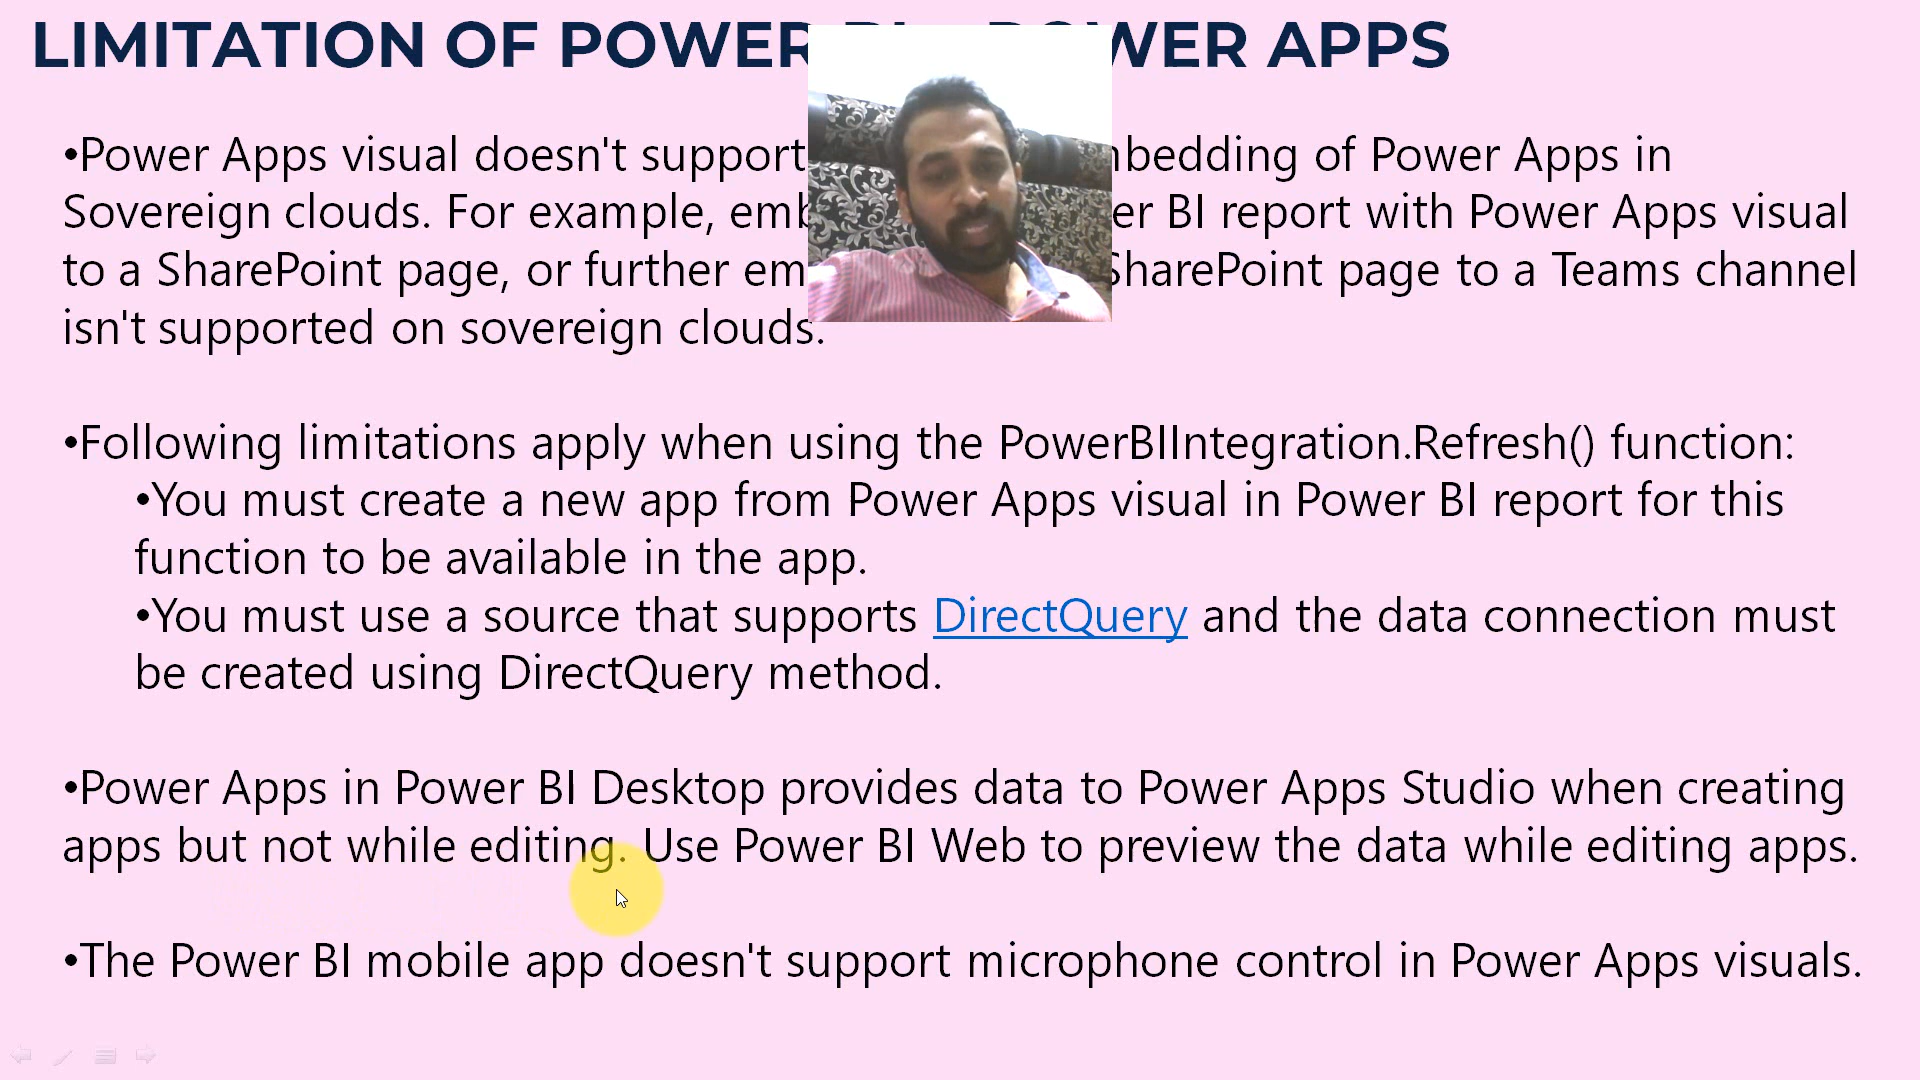 LIMITATION OF POWER POWER APPS
•Power Apps visual doesn't support embedding of Power Apps in
Sovereign clouds. For example, Power BI report with Power Apps visual
to a SharePoint page, or further SharePoint page to a Teams channel
isn't supported on sovereign clouds.
•Following limitations apply when using the PowerBIIntegration.Refresh() function:
•You must create a new app from Power Apps visual in Power BI report for this
function to be available in the app.
•You must use a source that supports DirectQuery and the data connection must
be created using DirectQuery method.
•Power Apps in Power BI Desktop provides data to Power Apps Studio when creating
apps but not while editing. Use Power BI Web to preview the data while editing apps.
•The Power BI mobile app doesn't support microphone control in Power Apps visuals.